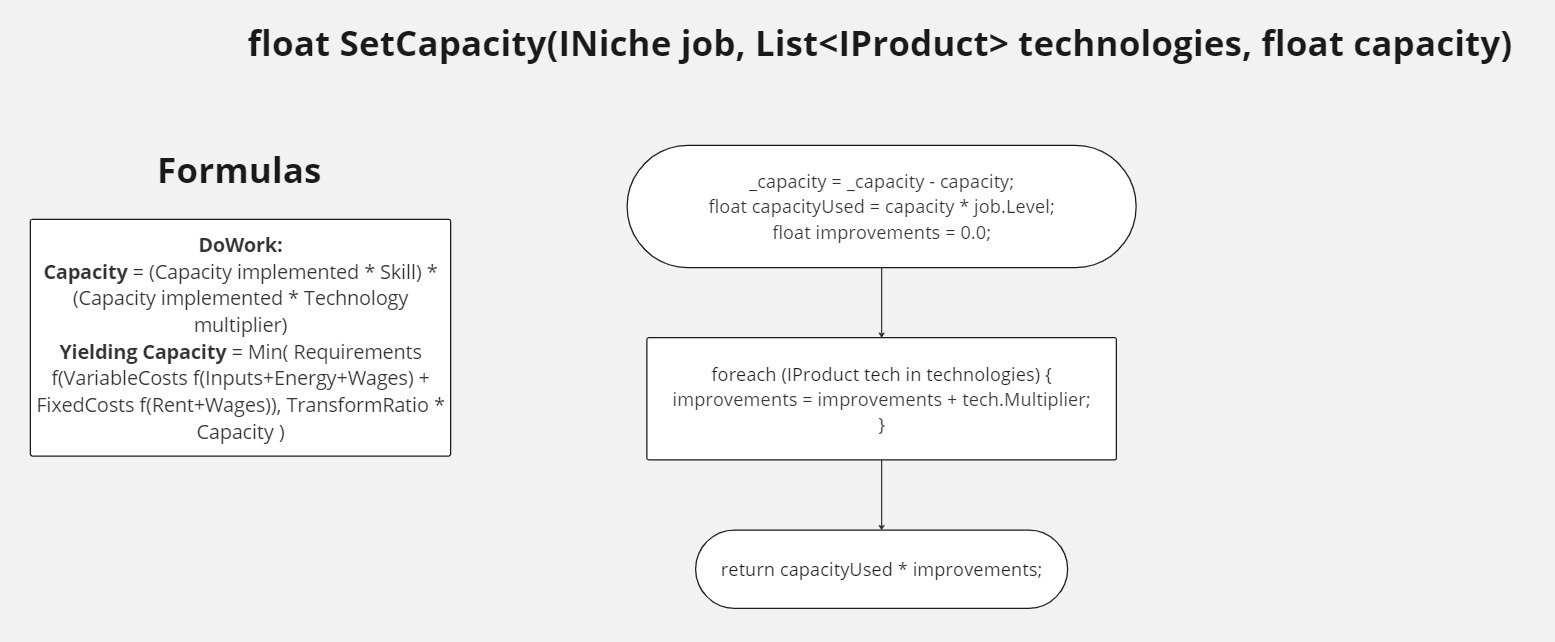 float SetCapacity(INiche job, List<IProduct> technologies, float capacity)
Formulas
DoWork:
Capacity = (Capacity implemented * Skill) *
(Capacity implemented * Technology
multiplier)
Yielding Capacity = Min( Requirements
f(VariableCosts f(Inputs+Energy+Wages) +
FixedCosts f(Rent+Wages)), TransformRatio *
Capacity )
_capacity = _capacity - capacity;
float capacityUsed = capacity * job.Level;
float improvements = 0.0;
foreach (IProduct tech in technologies) {
improvements = improvements + tech.Multiplier;
}
return capacityUsed * improvements;